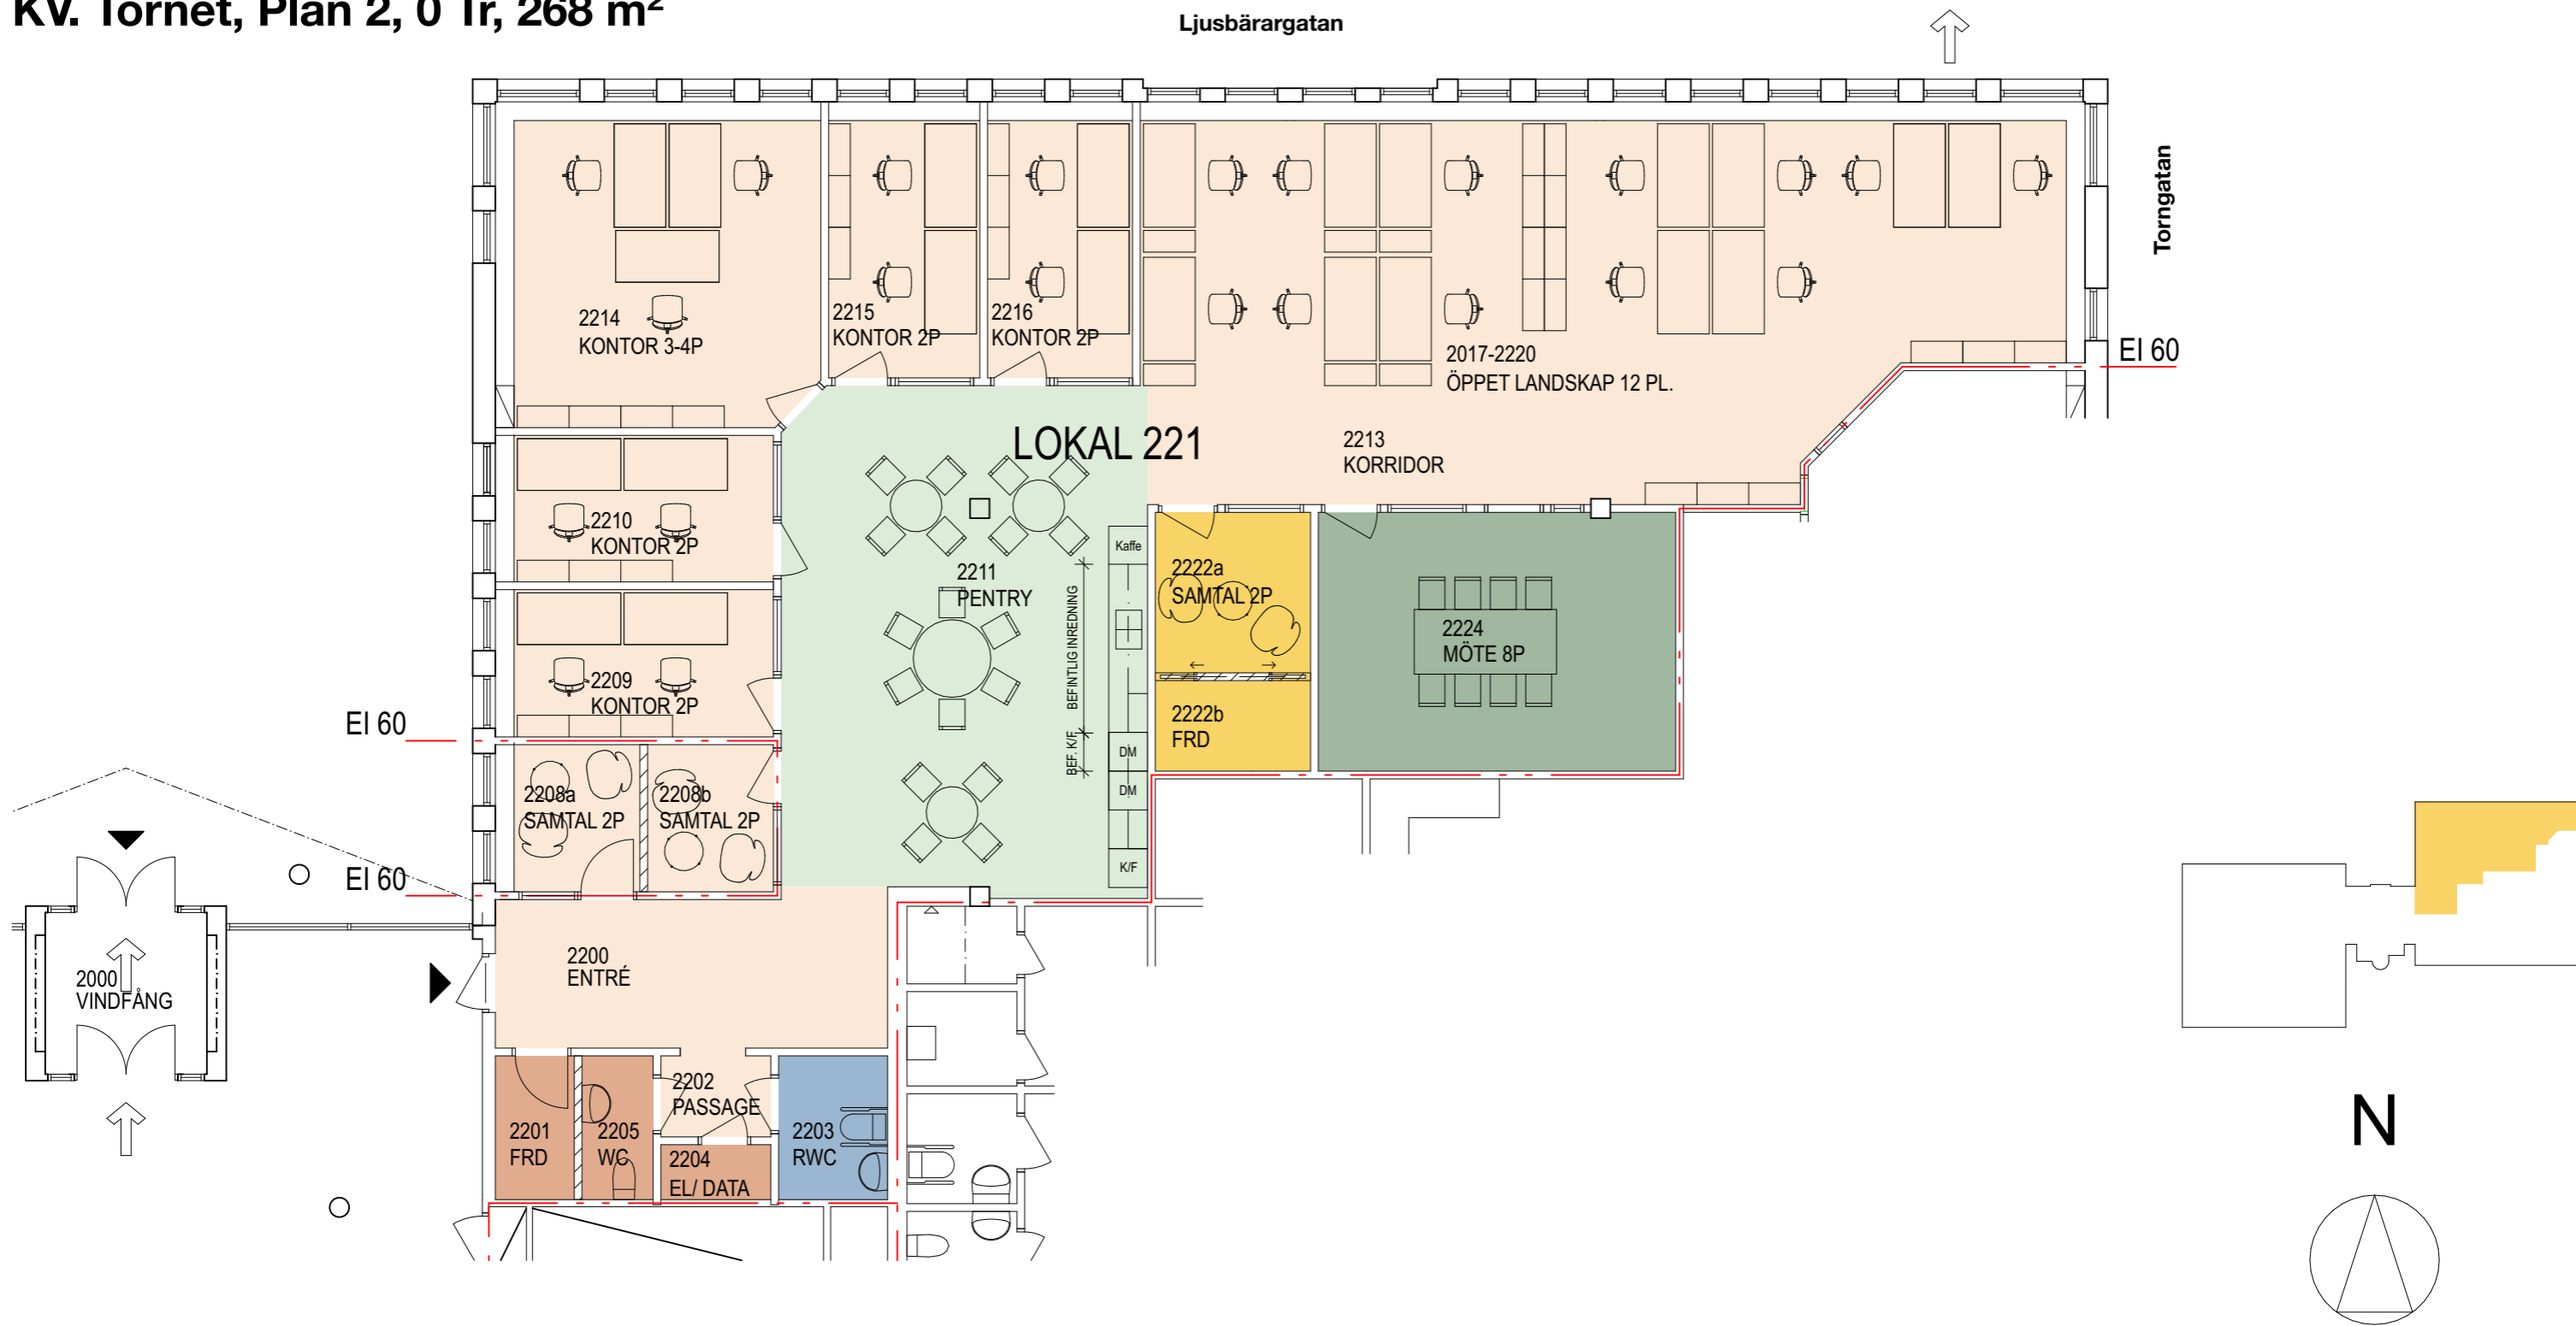 KV. Tornet, Plan 2, 0 Tr, 268 m²
Ljusbärargatan
Torngatan
2214
KONTOR 3-4P
2215
KONTOR 2P
2216
KONTOR 2P
2017-2220
ÖPPET LANDSKAP 12 PL.
EI 60
LOKAL 221
2213
KORRIDOR
2210
KONTOR 2P
2211
PENTRY
Kaffe
BEFINTLIG INREDNING
2222a
SAMTAL 2P
2224
MÖTE 8P
2209
KONTOR 2P
2222b
FRD
EI 60
BEF. K/F
DM
DM
2208a
SAMTAL 2P
2208b
SAMTAL 2P
K/F
EI 60
2200
ENTRÉ
2000
VINDFÅNG
2202
PASSAGE
2201
FRD
2205
WC
2204
EL/ DATA
2203
RWC
N